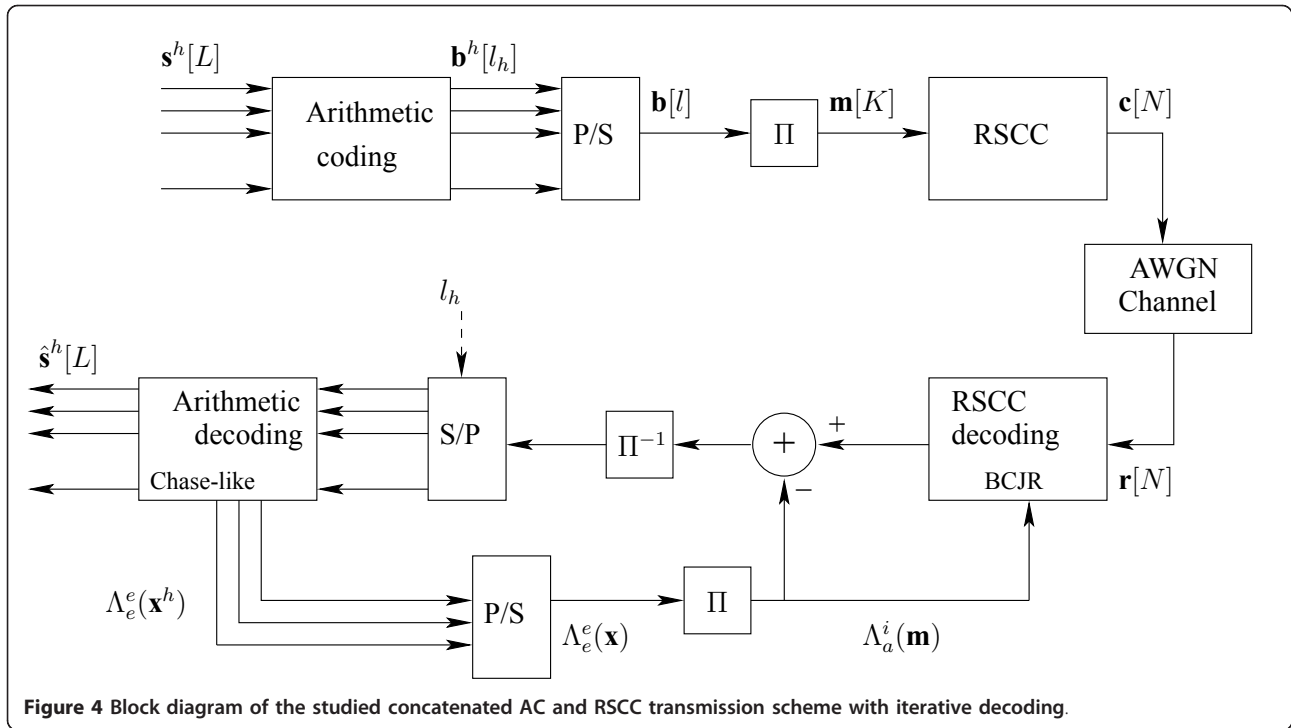 𝐬^h[L]
𝐛^h[l_h]
Arithmetic
coding
P/S
𝐛[l]
Π
𝐦[K]
RSCC
𝐜[N]
AWGN
Channel
l_h
ŝ^h[L]
Arithmetic
decoding
Chase-like
S/P
Π^{-1}
+
+
−
RSCC
decoding
BCJR
𝐫[N]
Λ_e^e(𝐱^h)
P/S
Λ_e^e(𝐱)
Π
Λ_a^i(𝐦)
Figure 4 Block diagram of the studied concatenated AC and RSCC transmission scheme with iterative decoding.